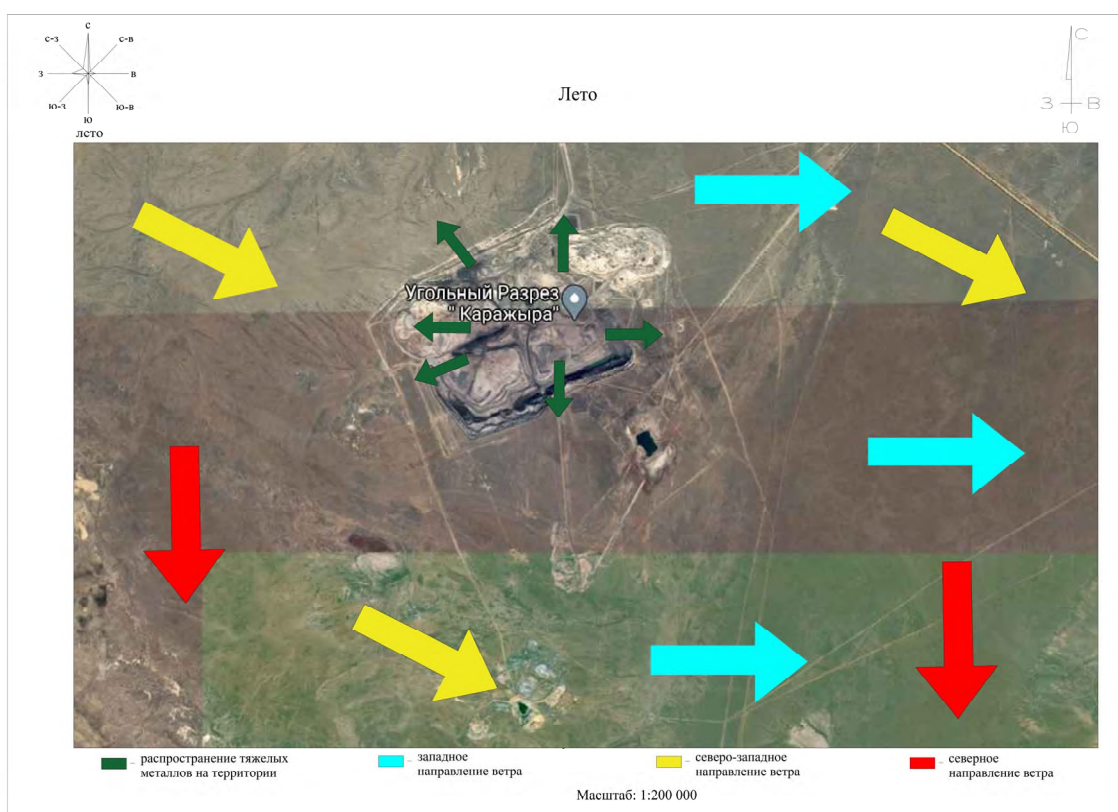 С
С-З
С-В
З
В
Ю-З
Ю-В
Ю
лето
С
З
В
Ю
Лето
Угольный Разрез
" Каражыра"
– распространение тяжелых
металлов на территории
– западное
направление ветра
– северо-западное
направление ветра
– северное
направление ветра
Масштаб: 1:200 000